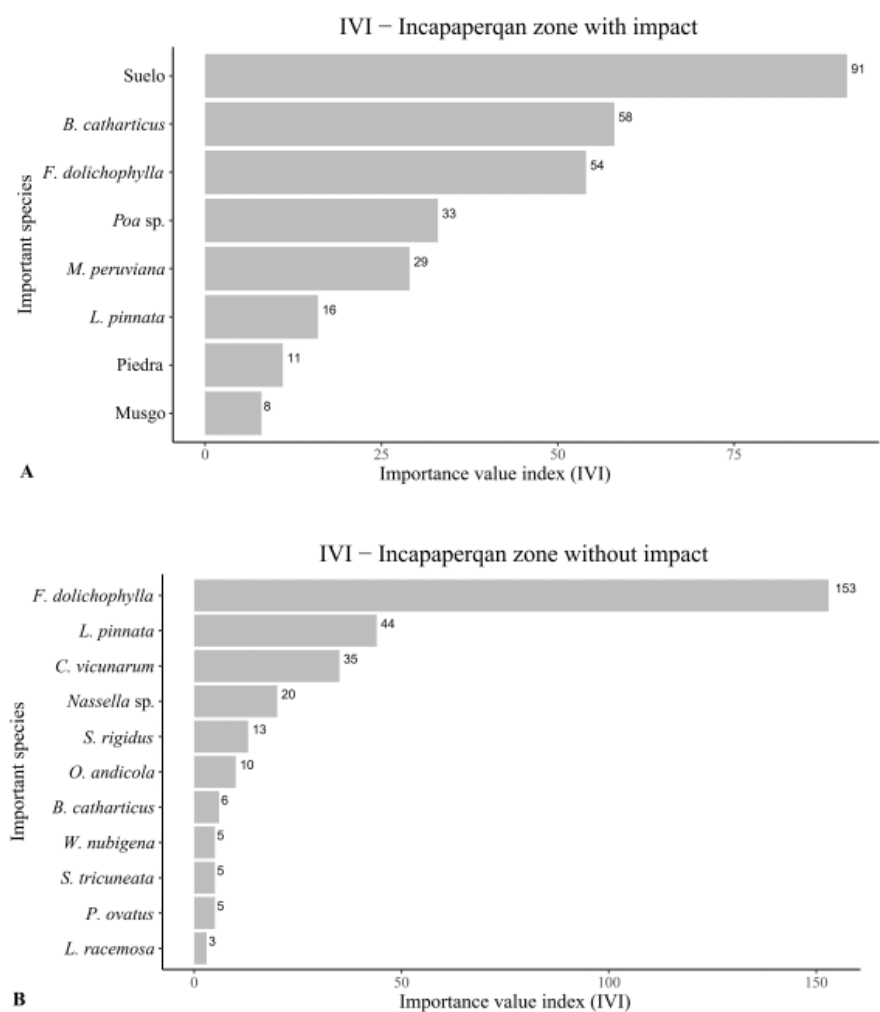 IVI − Incapaperqan zone with impact
Important species
Suelo 91
B. catharticus 58
F. dolichophylla 54
Poa sp. 33
M. peruviana 29
L. pinnata 16
Piedra 11
Musgo 8
0 25 50 75
Importance value index (IVI)
A
IVI − Incapaperqan zone without impact
Important species
F. dolichophylla 153
L. pinnata 44
C. vicunarum 35
Nassella sp. 20
S. rigidus 13
O. andicola 10
B. catharticus 6
W. nubigena 5
S. tricuneata 5
P. ovatus 5
L. racemosa 3
0 50 100 150
Importance value index (IVI)
B